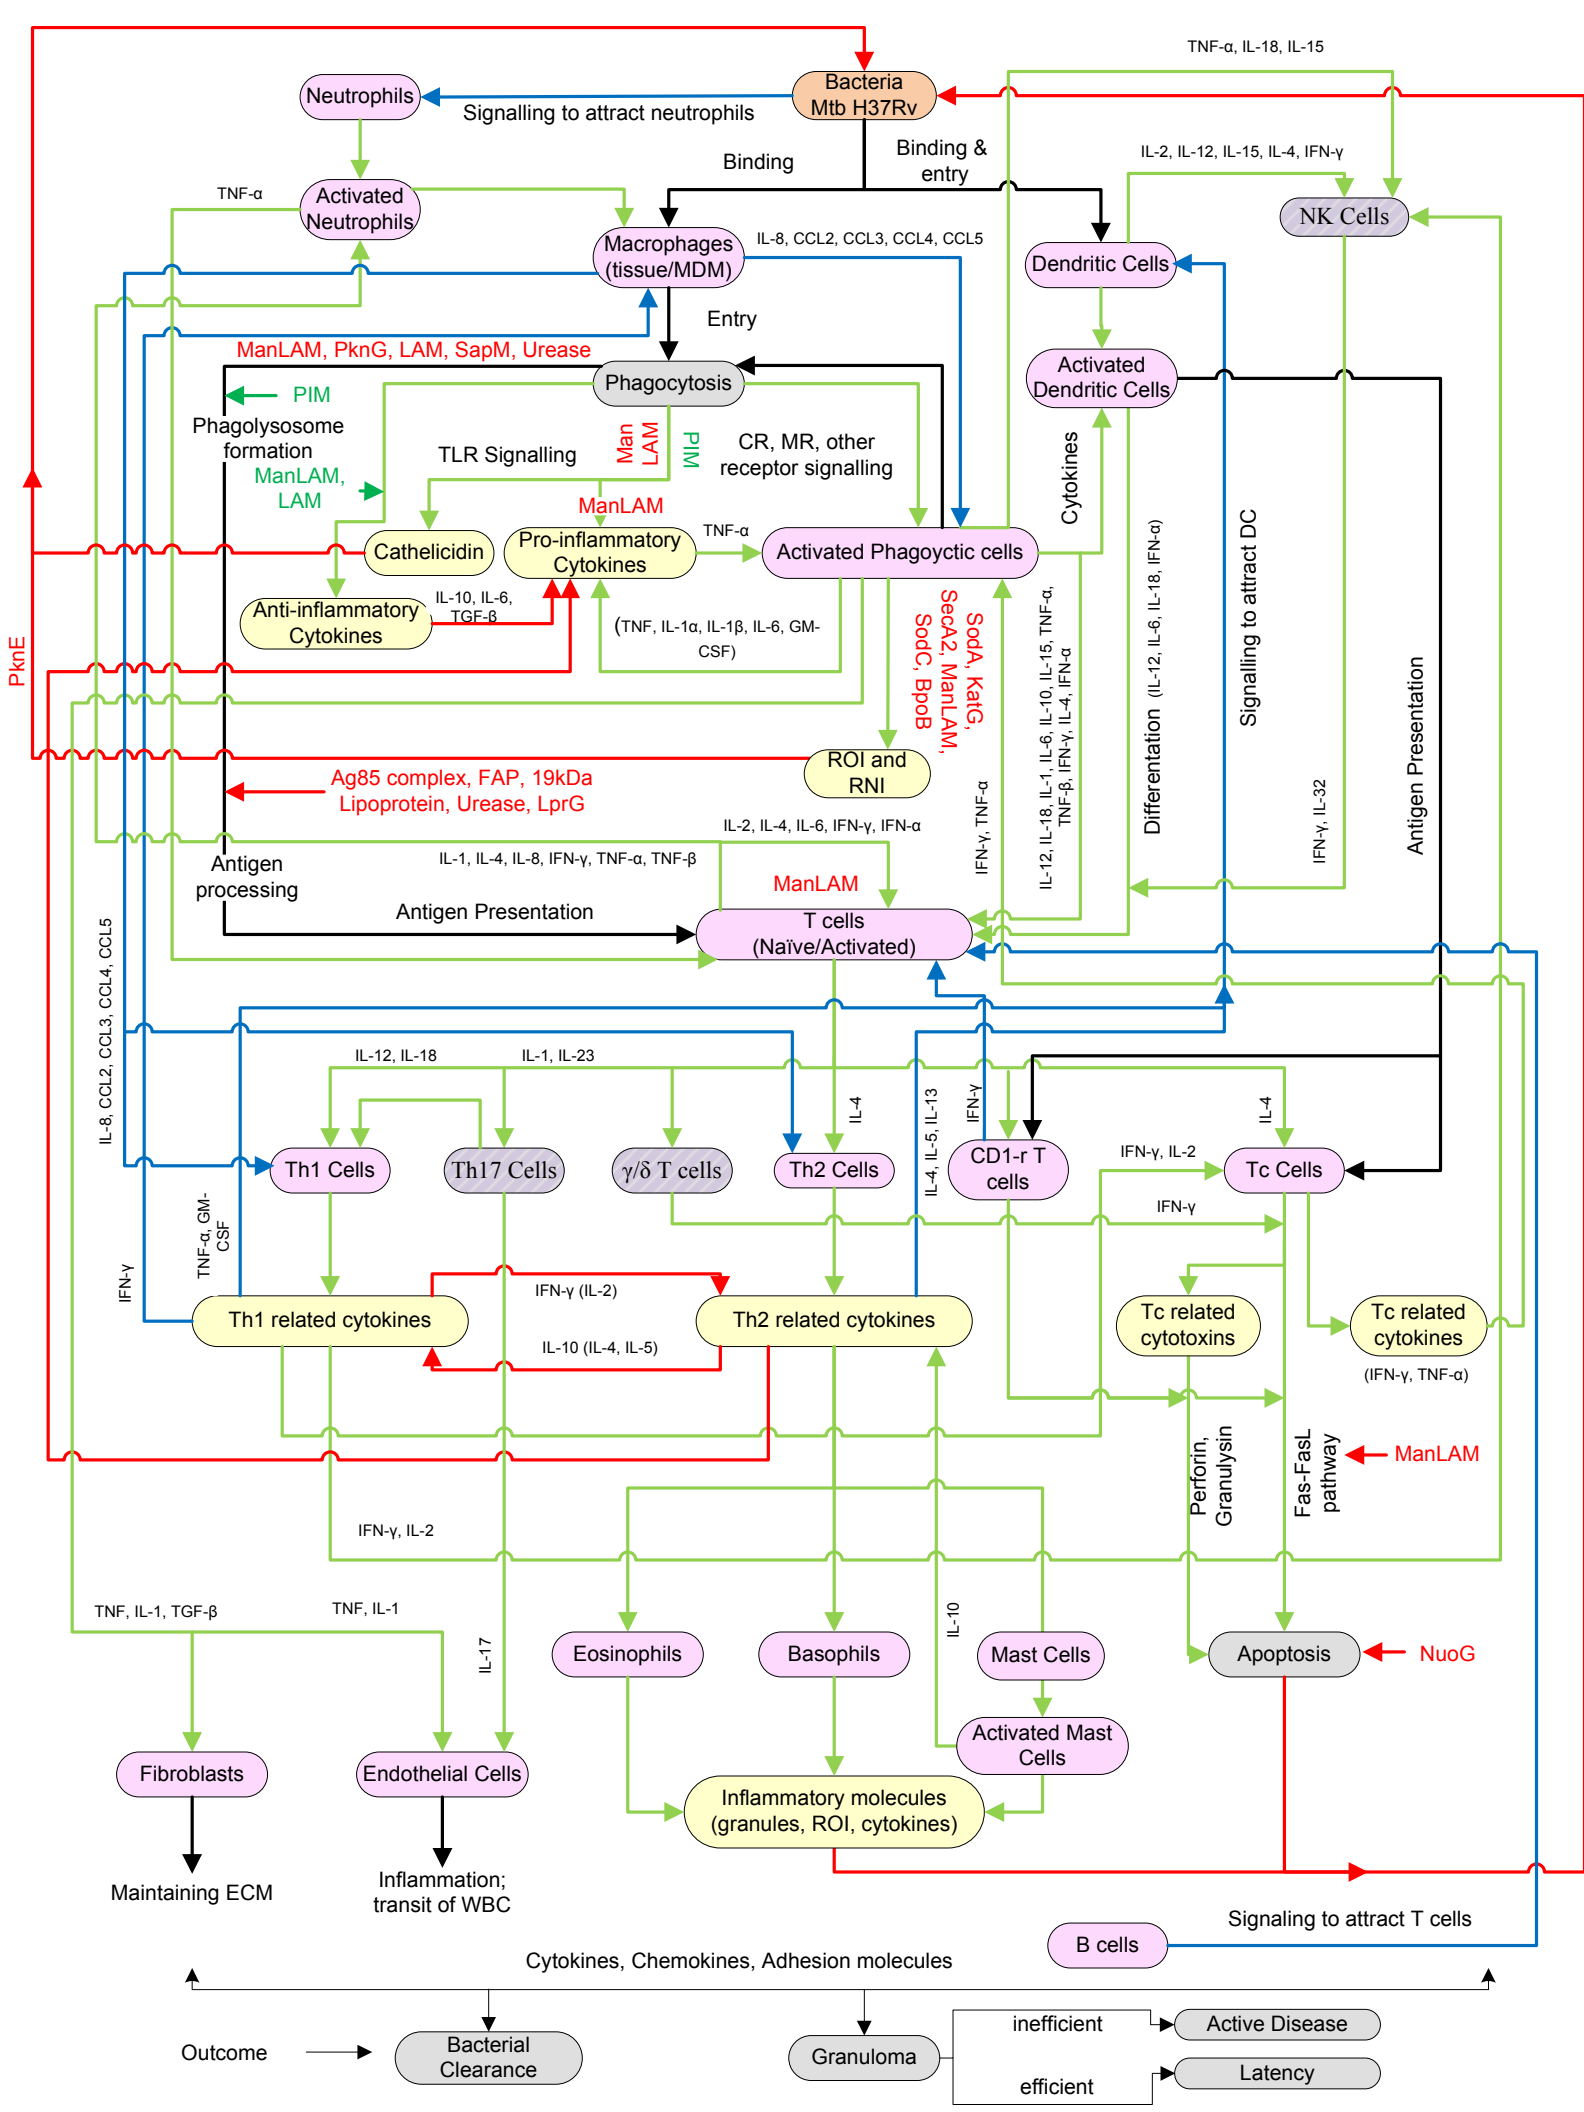 TNF-α, IL-18, IL-15
Bacteria
Mtb H37Rv
Neutrophils
Signalling to attract neutrophils
Binding
Binding &
entry
IL-2, IL-12, IL-15, IL-4, IFN-γ
TNF-α
Activated
Neutrophils
NK Cells
Macrophages
(tissue/MDM)
IL-8, CCL2, CCL3, CCL4, CCL5
Dendritic Cells
Entry
ManLAM, PknG, LAM, SapM, Urease
Phagocytosis
Activated
Dendritic Cells
PIM
Phagolysosome
formation
TLR Signalling
Man
LAM
PIM
CR, MR, other
receptor signalling
Cytokines
ManLAM,
LAM
ManLAM
Cathelicidin
Pro-inflammatory
Cytokines
TNF-α
Activated Phagoyctic cells
Anti-inflammatory
Cytokines
IL-10, IL-6,
TGF-β
(TNF, IL-1α, IL-1β, IL-6, GM-
CSF)
SodA, KatG,
SecA2, ManLAM,
SodC, BpoB
IL-12, IL-18, IL-1, IL-6, IL-10, IL-15, TNF-α,
TNF-β, IFN-γ, IL-4, IFN-α
Differentation (IL-12, IL-6, IL-18, IFN-α)
Signalling to attract DC
Antigen Presentation
PknE
ROI and
RNI
Ag85 complex, FAP, 19kDa
Lipoprotein, Urease, LprG
IFN-γ, TNF-α
IFN-γ, IL-32
IL-2, IL-4, IL-6, IFN-γ, IFN-α
IL-1, IL-4, IL-8, IFN-γ, TNF-α, TNF-β
Antigen
processing
ManLAM
Antigen Presentation
T cells
(Naïve/Activated)
IL-8, CCL2, CCL3, CCL4, CCL5
IL-12, IL-18
IL-1, IL-23
IL-4
IL-4, IL-5, IL-13
IFN-γ
IL-4
Th1 Cells
Th17 Cells
γ/δ T cells
Th2 Cells
CD1-r T
cells
IFN-γ, IL-2
Tc Cells
IFN-γ
TNF-α, GM-
CSF
IFN-γ
IFN-γ (IL-2)
Th1 related cytokines
Th2 related cytokines
Tc related
cytotoxins
Tc related
cytokines
IL-10 (IL-4, IL-5)
(IFN-γ, TNF-α)
Perforin,
Granulysin
Fas-FasL
pathway
ManLAM
IFN-γ, IL-2
TNF, IL-1, TGF-β
TNF, IL-1
IL-17
IL-10
Eosinophils
Basophils
Mast Cells
Apoptosis
NuoG
Activated Mast
Cells
Fibroblasts
Endothelial Cells
Inflammatory molecules
(granules, ROI, cytokines)
Maintaining ECM
Inflammation;
transit of WBC
Signaling to attract T cells
B cells
Cytokines, Chemokines, Adhesion molecules
inefficient
Active Disease
Outcome
Bacterial
Clearance
Granuloma
efficient
Latency